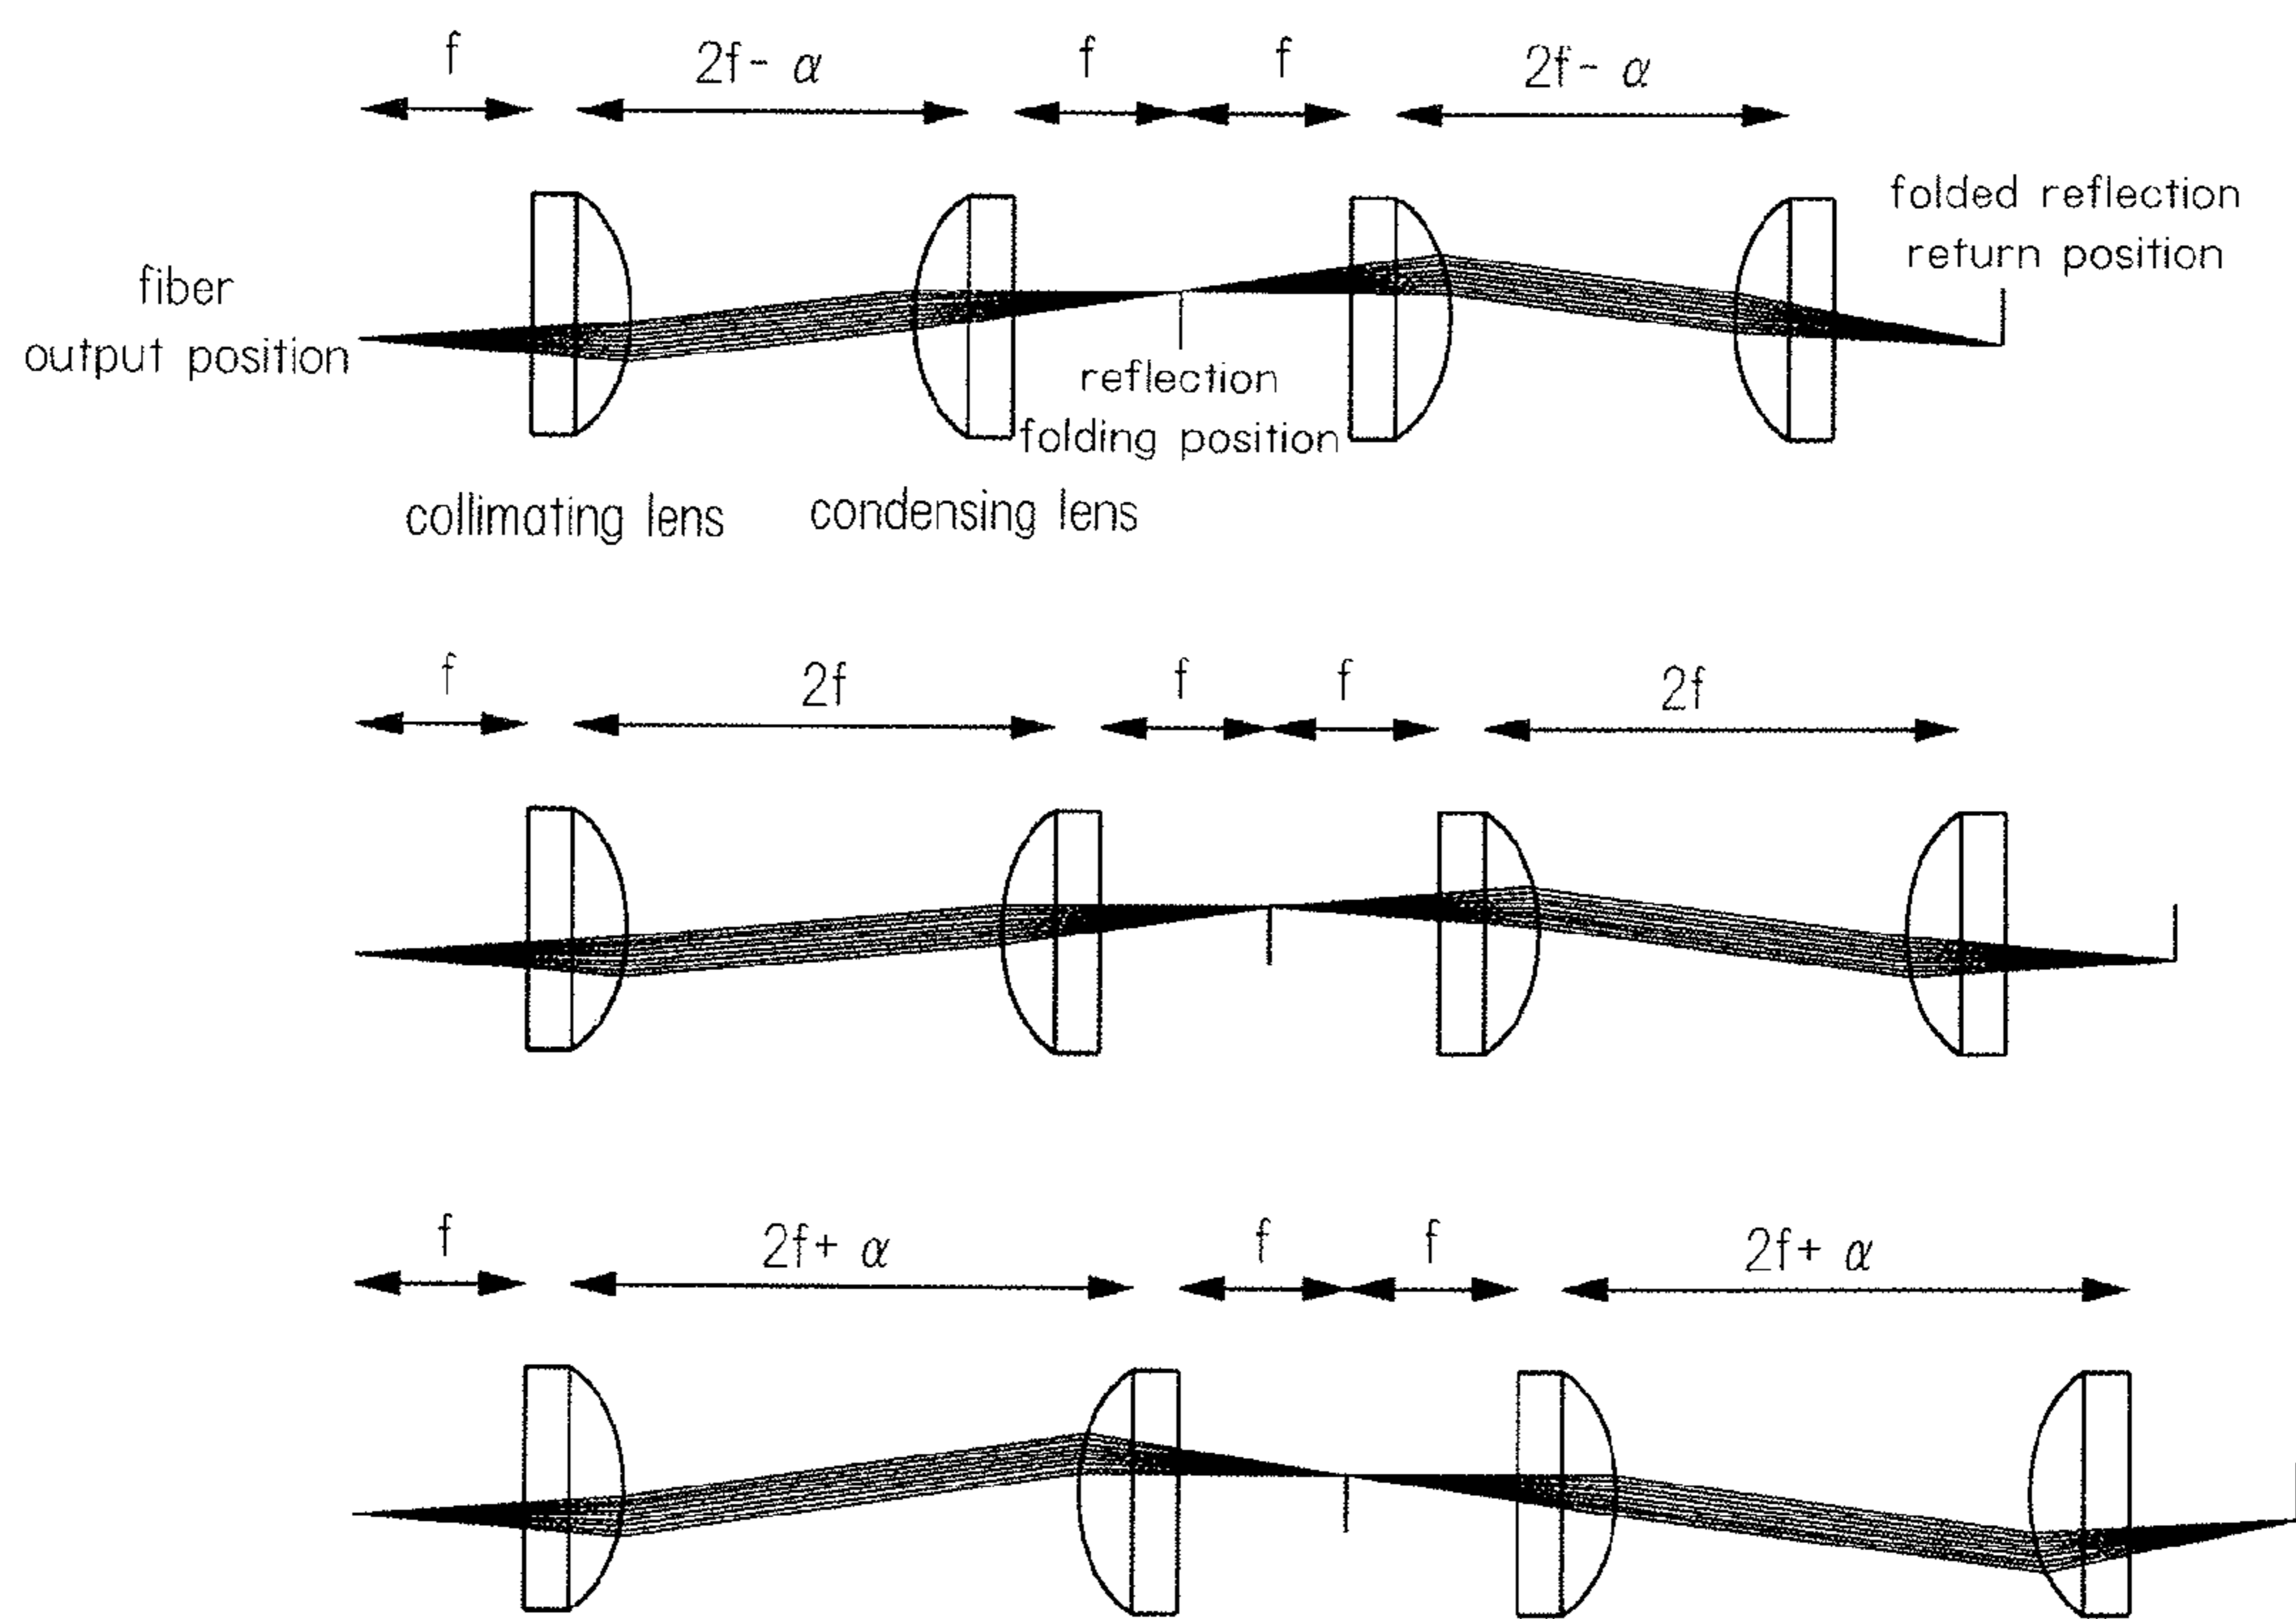 f 2f- α f f 2f- α
folded reflection
return position
fiber
output position
reflection
folding position
collimating lens condensing lens
f 2f f f 2f
f 2f+ α f f 2f+ α